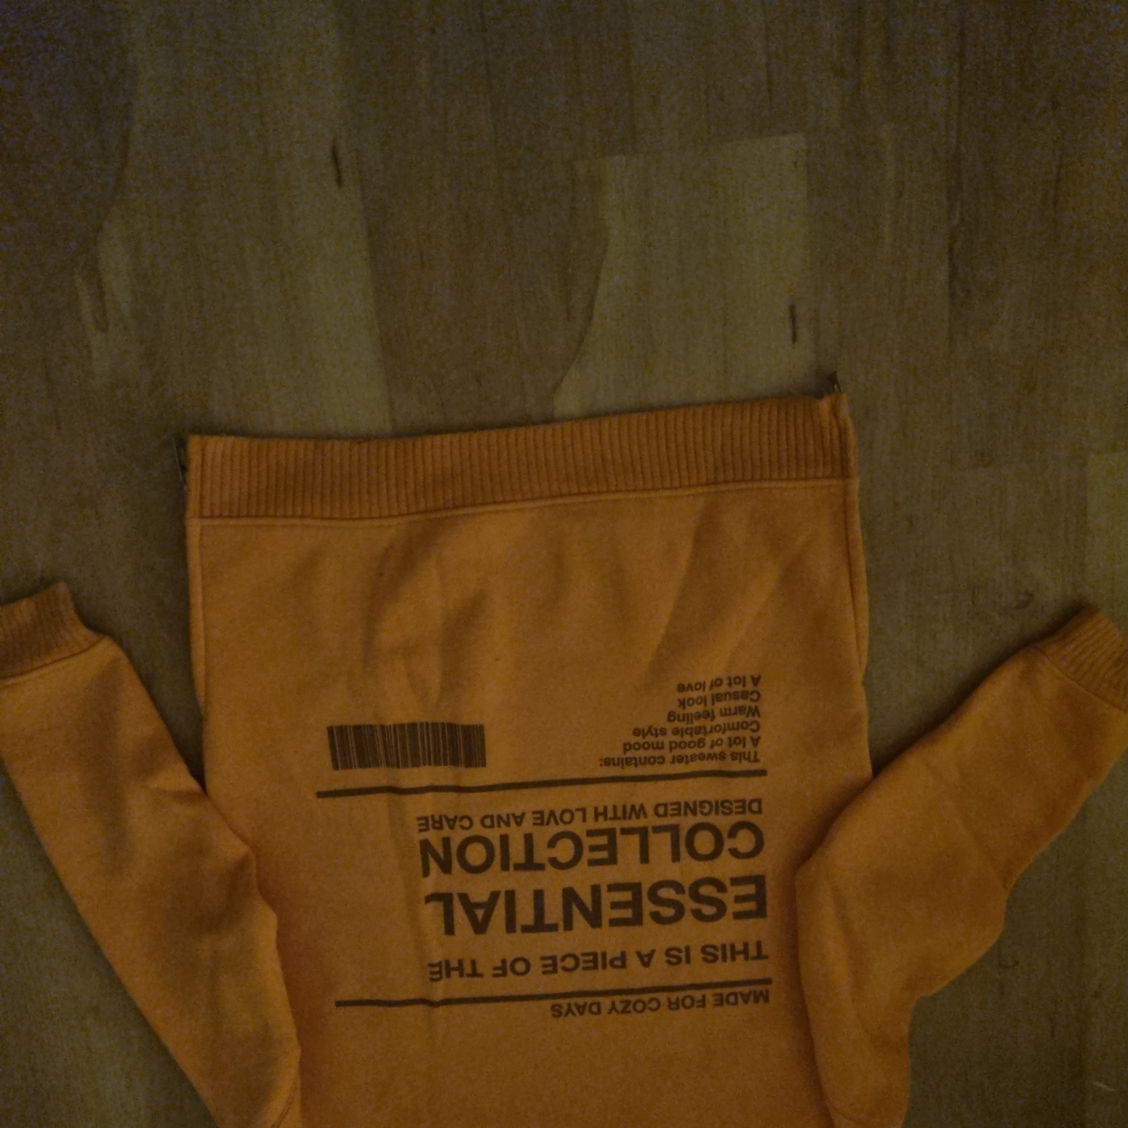 MADE FOR COZY DAYS
THIS IS A PIECE OF THE
ESSENTIAL
COLLECTION
DESIGNED WITH LOVE AND CARE
This sweater contains:
A lot of good mood
Comfortable style
Warm feeling
Casual look
A lot of love